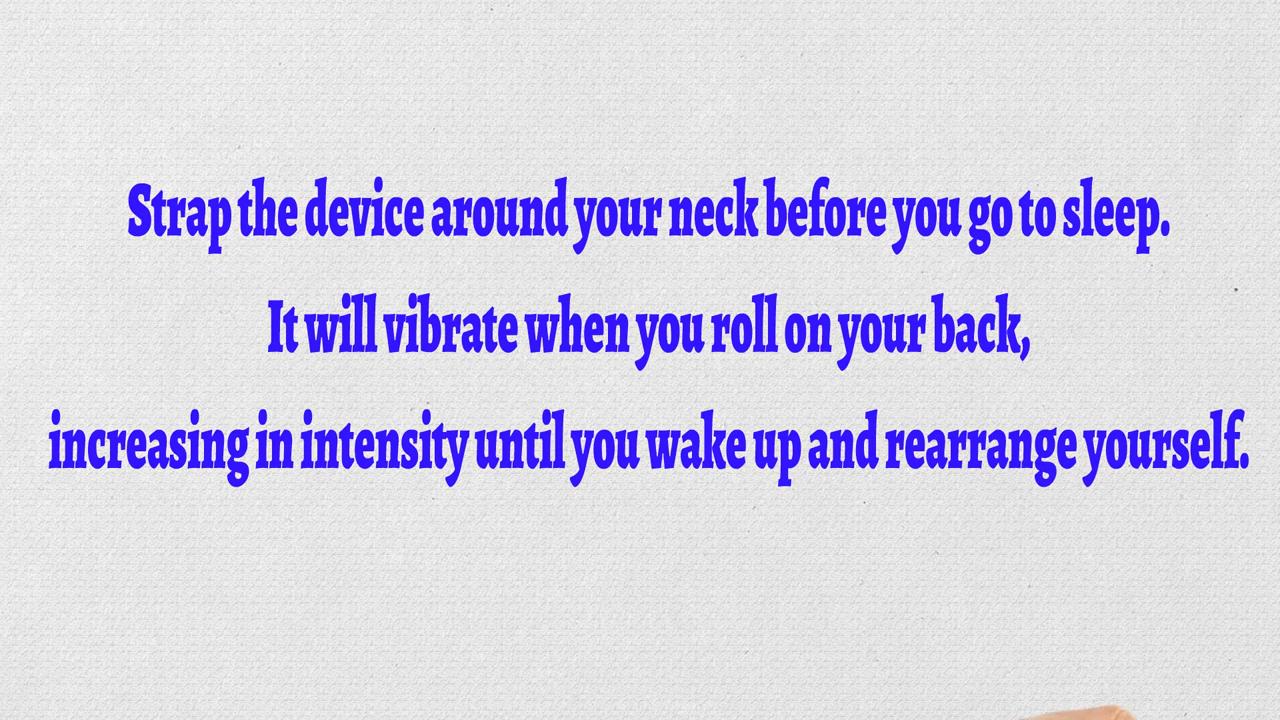 Strap the device around your neck before you go to sleep.
It will vibrate when you roll on your back,
increasing in intensity until you wake up and rearrange yourself.